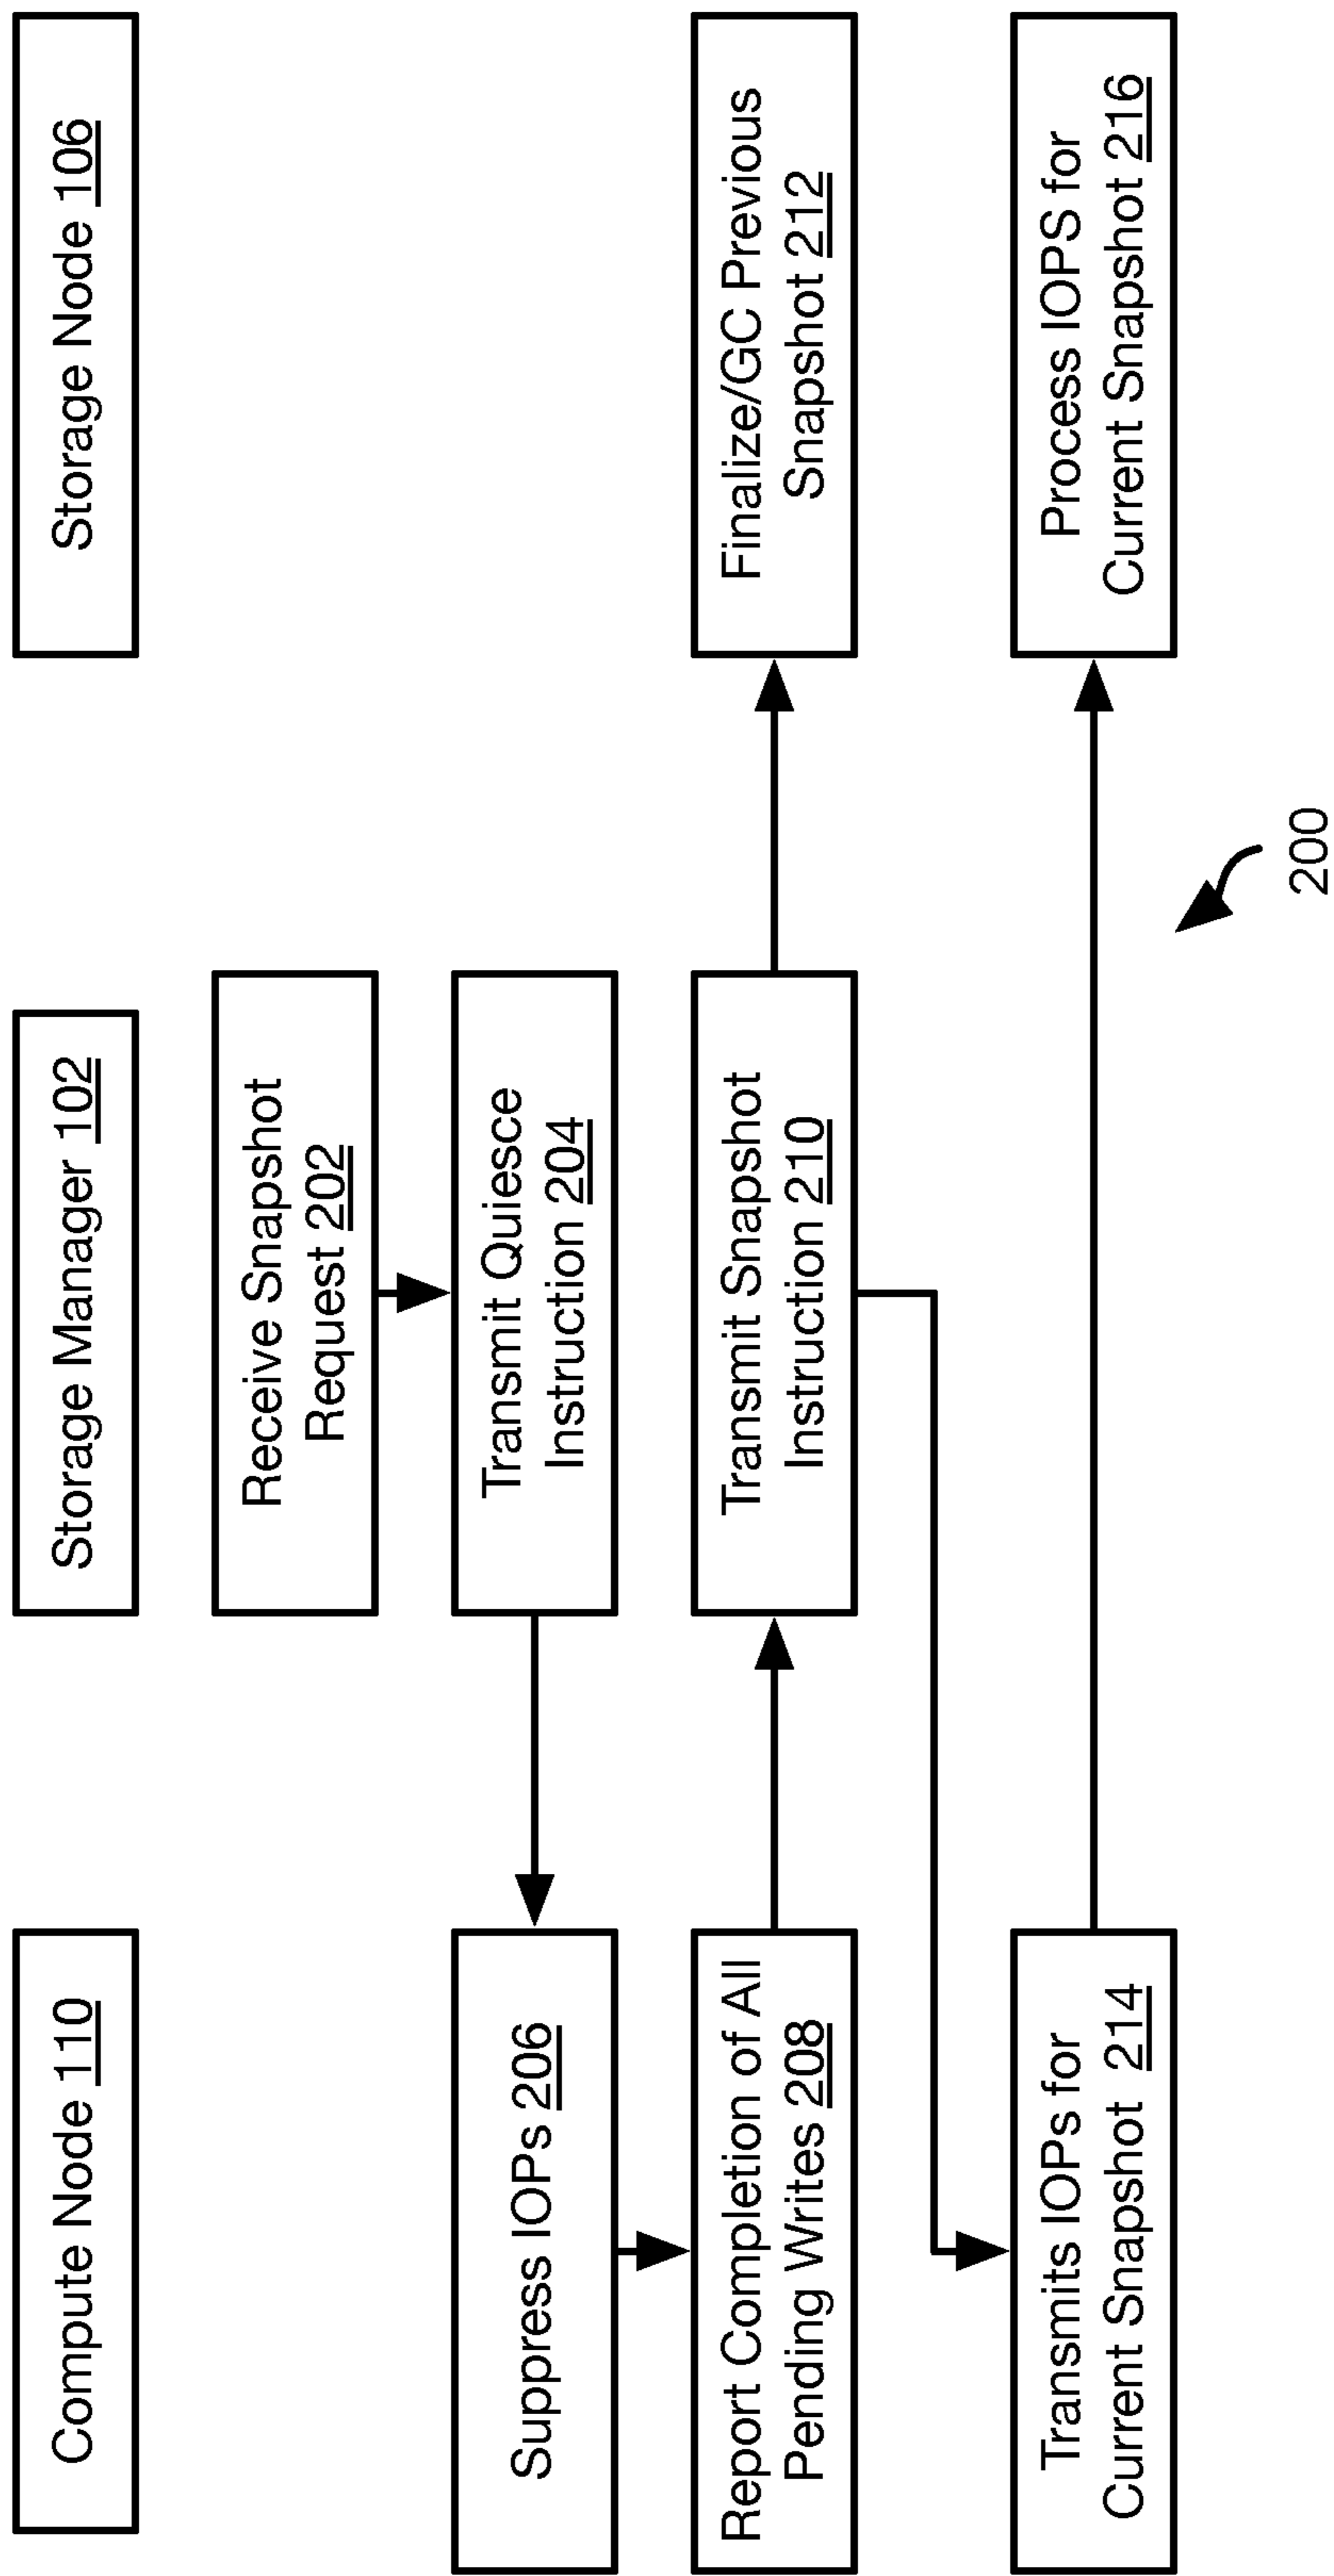 Compute Node 110
Storage Manager 102
Storage Node 106
Receive Snapshot
Request 202
Suppress IOPs 206
Transmit Quiesce
Instruction 204
Report Completion of All
Pending Writes 208
Transmit Snapshot
Instruction 210
Finalize/GC Previous
Snapshot 212
Transmits IOPs for
Current Snapshot 214
Process IOPS for
Current Snapshot 216
200